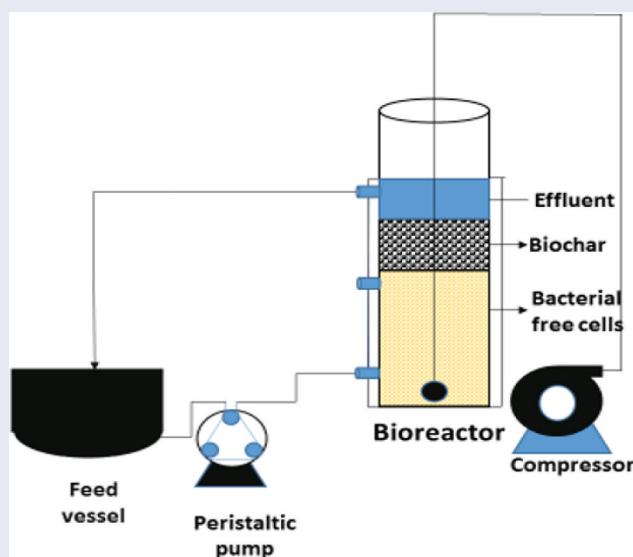 Effluent
Biochar
Bacterial
free cells
Bioreactor
Compressor
Feed
vessel
Peristaltic
pump